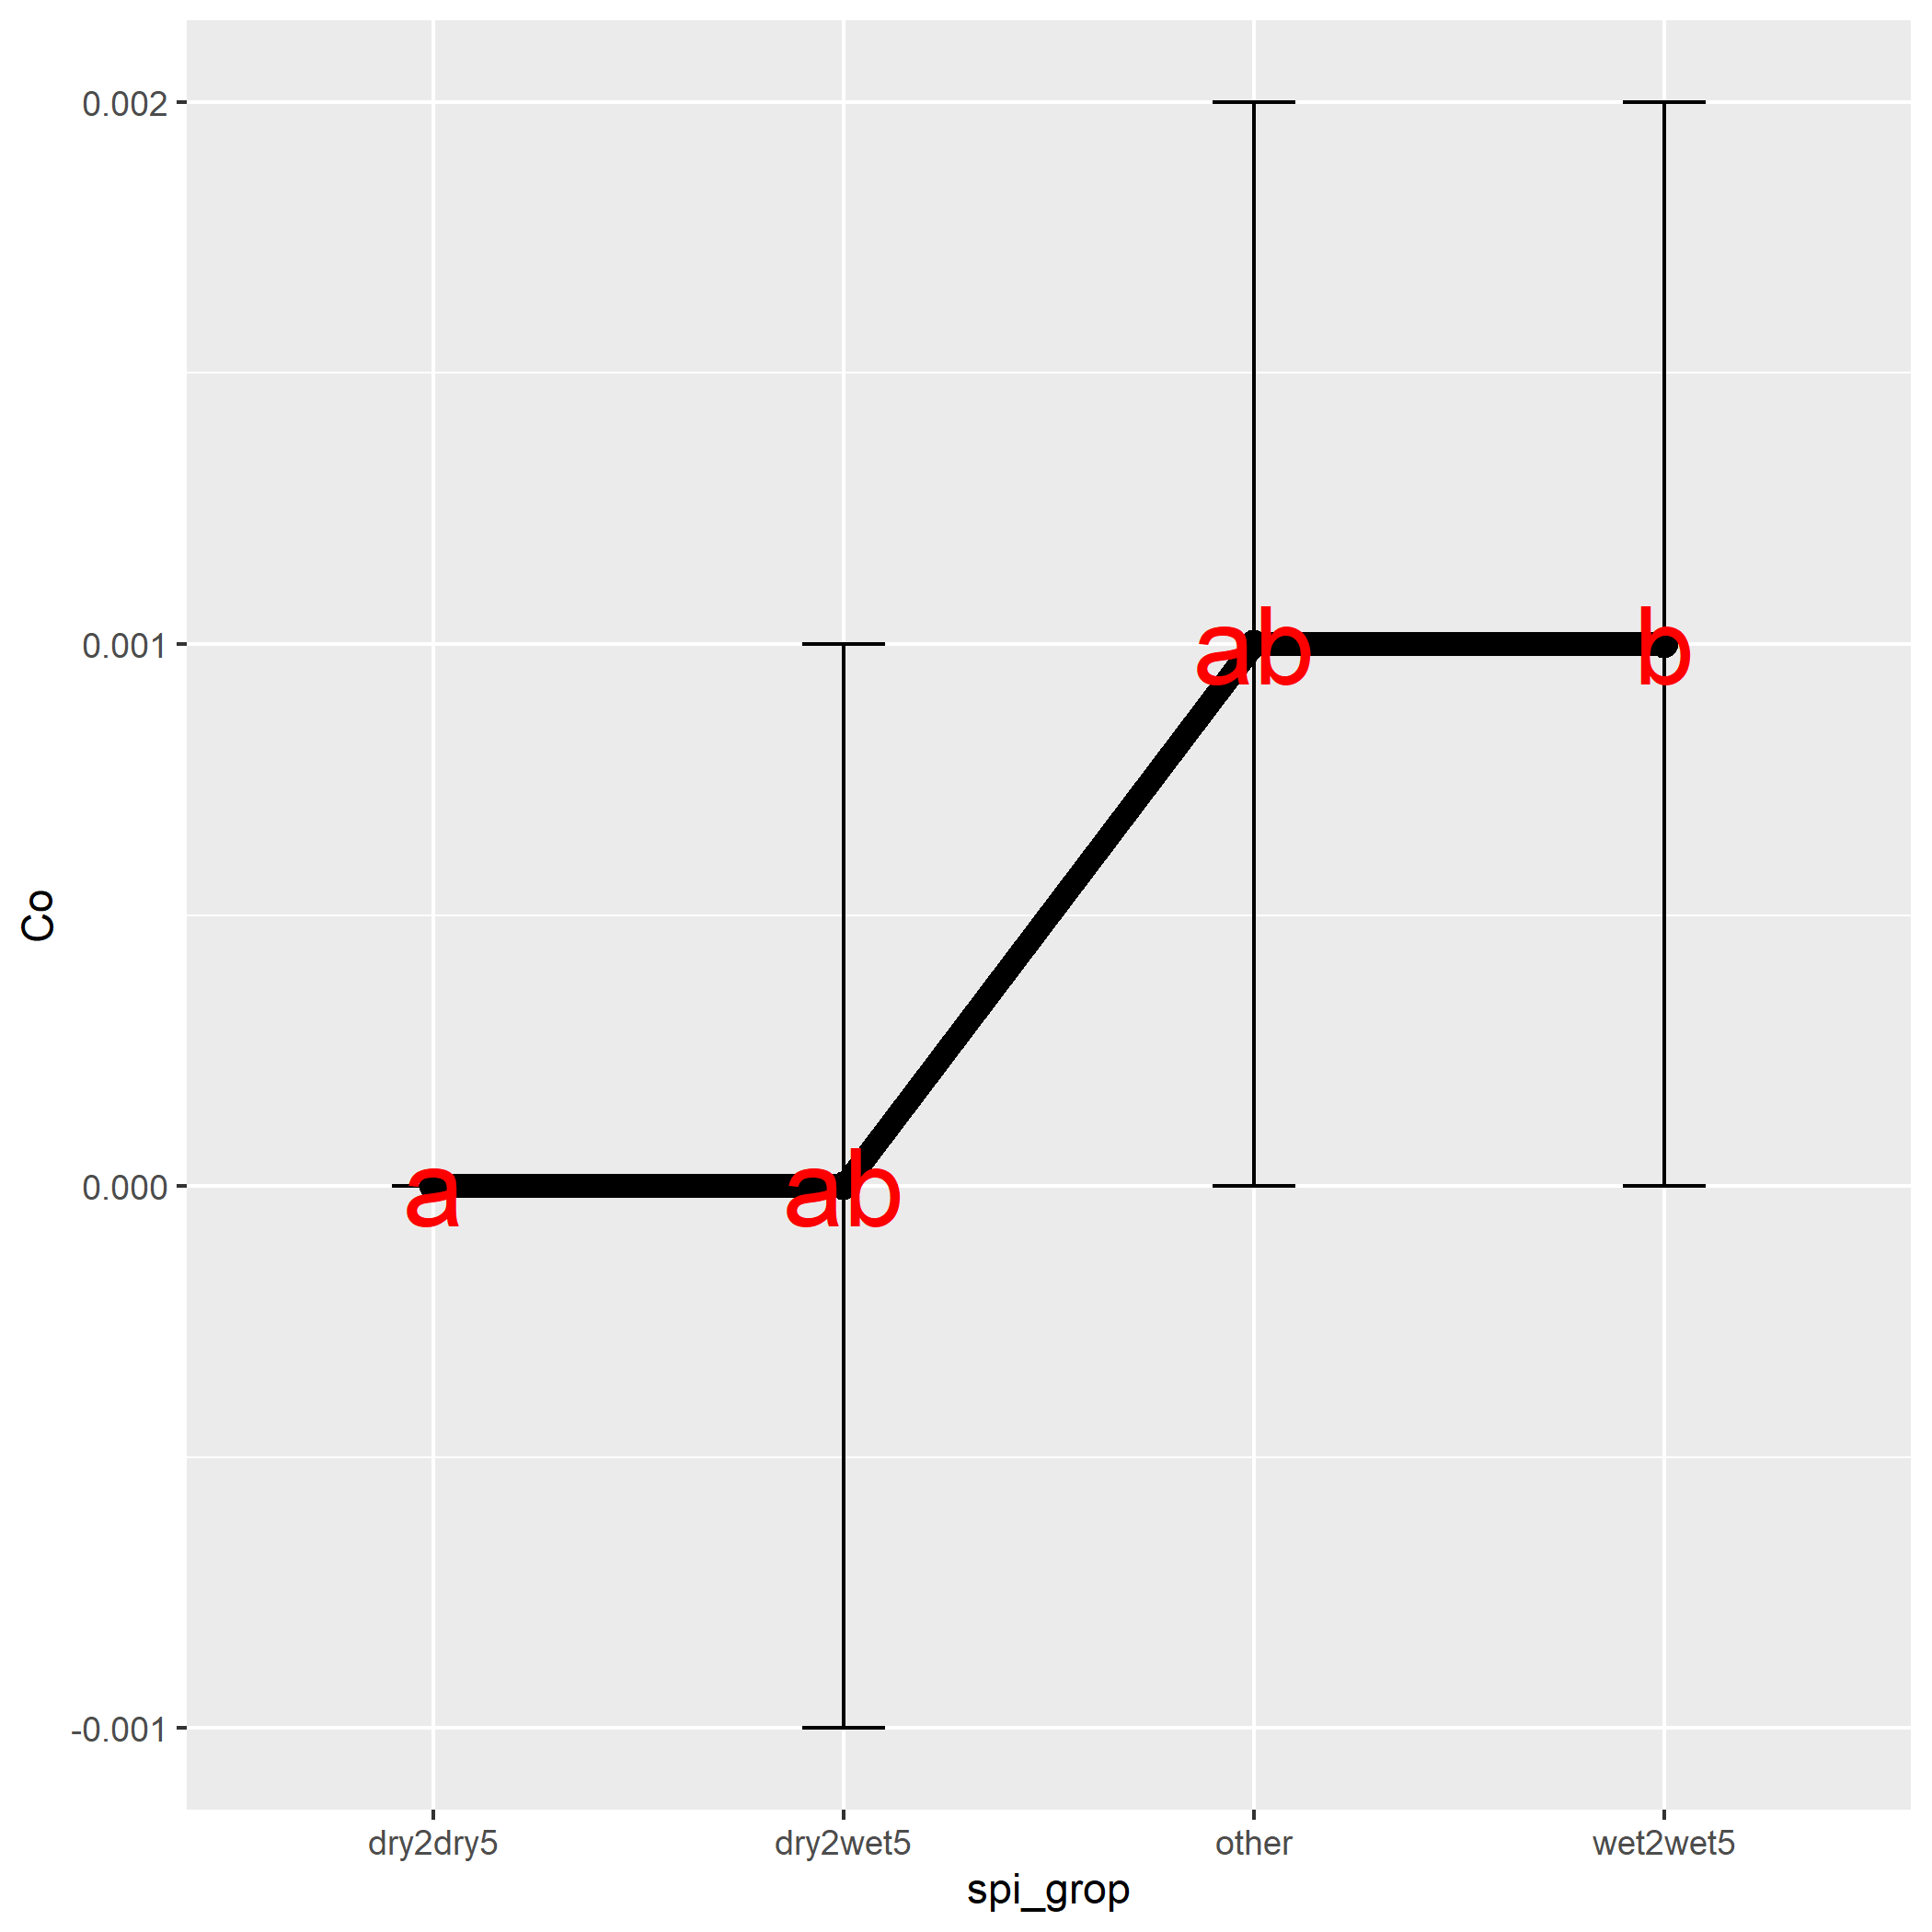 0.002
0.001
0.000
-0.001
Co
a
ab
ab
b
dry2dry5
dry2wet5
other
wet2wet5
spi_grop